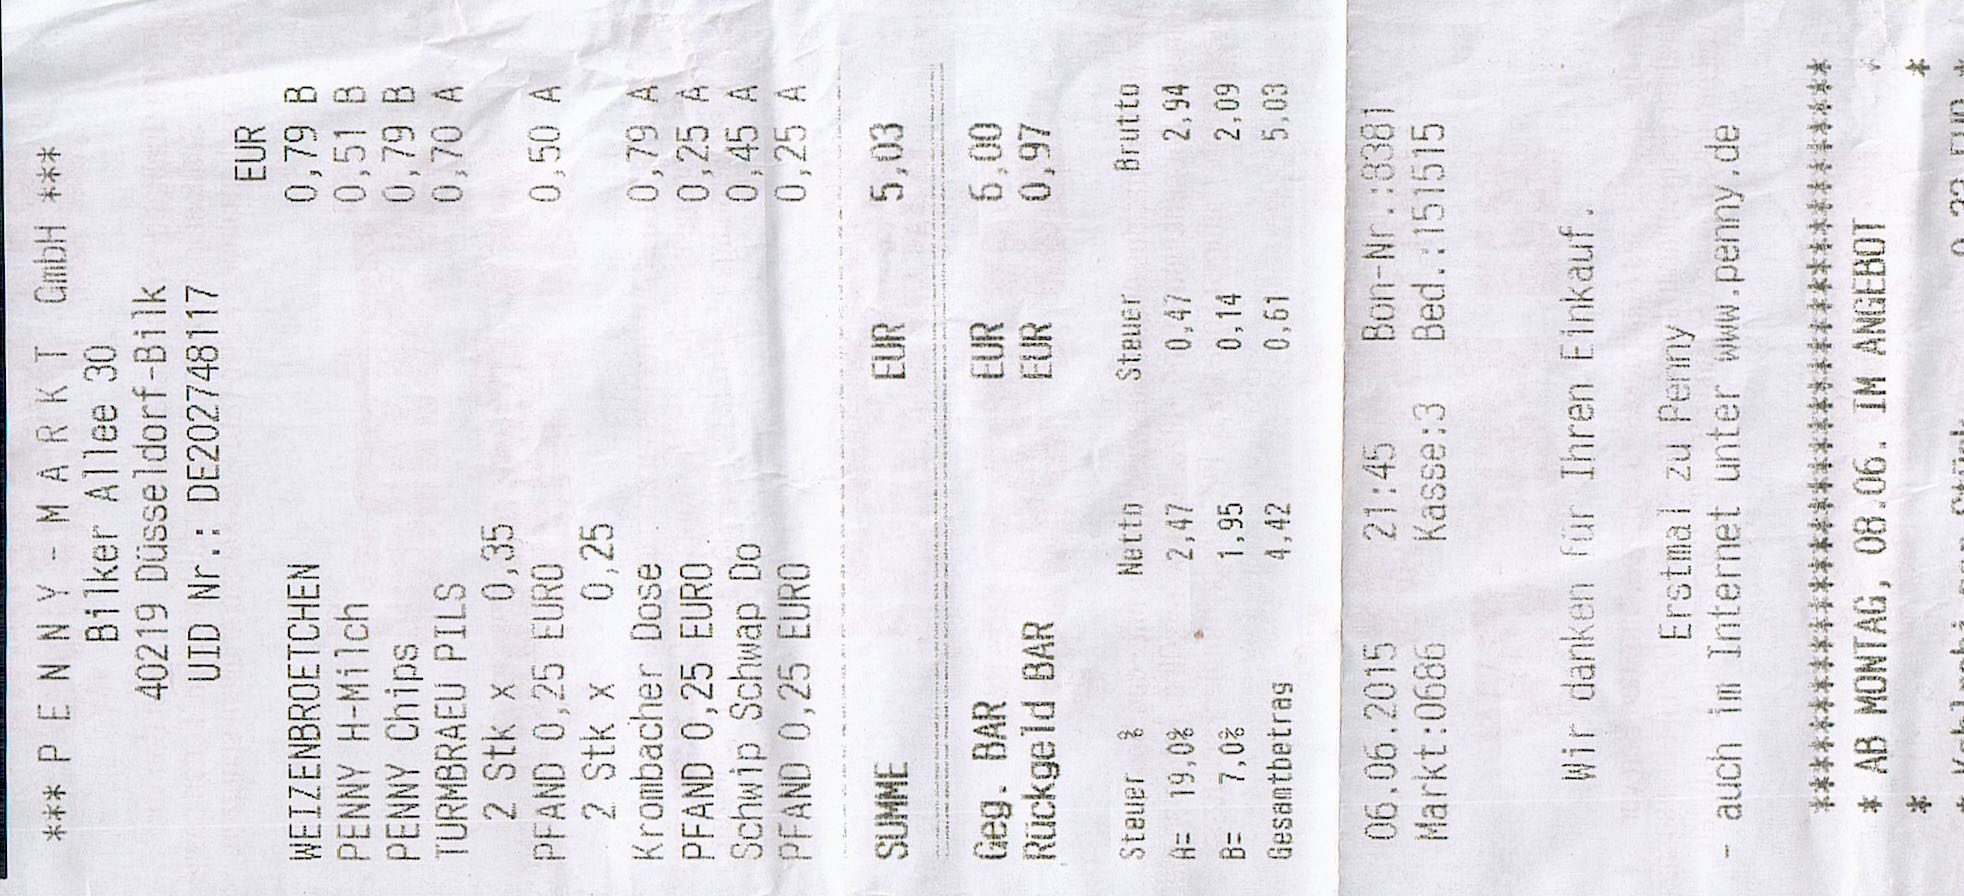 *** P E N N Y - M A R K T GmbH ***
Bilker Allee 30
40219 Düsseldorf-Bilk
UID Nr.: DE202748117
EUR
WEIZENBROETCHEN 0,79 B
PENNY H-Milch 0,51 B
PENNY Chips 0,79 B
TURMBRAEU PILS 0,70 A
2 Stk x 0,35
PFAND 0,25 EURO 0,50 A
2 Stk x 0,25
Krombacher Dose 0,79 A
PFAND 0,25 EURO 0,25 A
Schwip Schwap Do 0,45 A
PFAND 0,25 EURO 0,25 A
SUMME EUR 5,03
Geg. BAR EUR 6,00
Rückgeld BAR EUR 0,97
Steuer % Netto Steuer Brutto
A= 19,0% 2,47 0,47 2,94
B= 7,0% 1,95 0,14 2,09
Gesamtbetrag 4,42 0,61 5,03
06.06.2015 21:45 Bon-Nr.:8381
Markt:0686 Kasse:3 Bed.:151515
Wir danken für Ihren Einkauf.
Erstmal zu Penny
- auch im Internet unter www.penny.de
**************************************
* AB MONTAG, 08.06. IM ANGEBOT *
* *